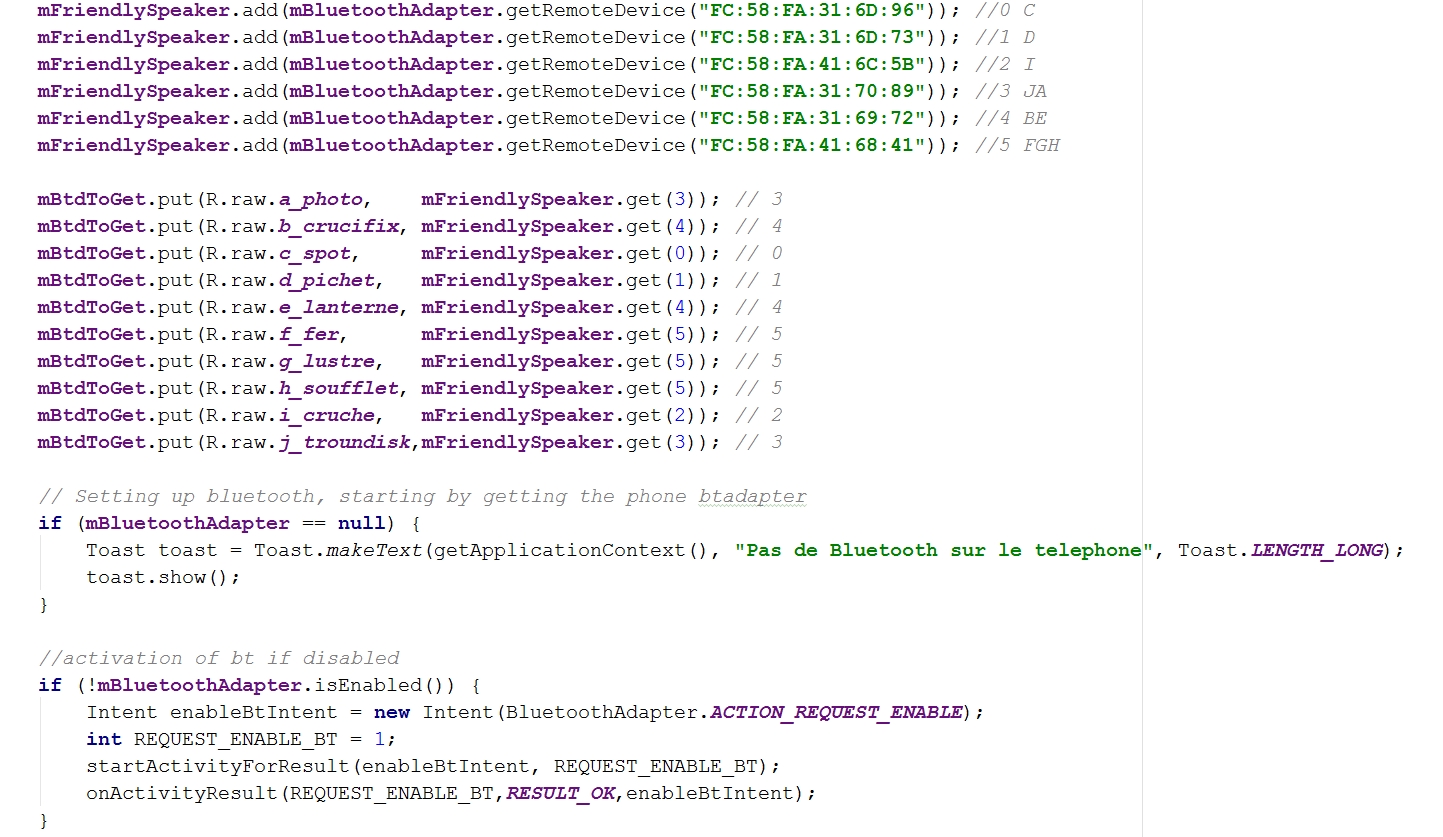 mFriendlySpeaker.add(mBluetoothAdapter.getRemoteDevice("FC:58:FA:31:6D:96")); //0 C
mFriendlySpeaker.add(mBluetoothAdapter.getRemoteDevice("FC:58:FA:31:6D:73")); //1 D
mFriendlySpeaker.add(mBluetoothAdapter.getRemoteDevice("FC:58:FA:41:6C:5B")); //2 I
mFriendlySpeaker.add(mBluetoothAdapter.getRemoteDevice("FC:58:FA:31:70:89")); //3 JA
mFriendlySpeaker.add(mBluetoothAdapter.getRemoteDevice("FC:58:FA:31:69:72")); //4 BE
mFriendlySpeaker.add(mBluetoothAdapter.getRemoteDevice("FC:58:FA:41:68:41")); //5 FGH
mBtdToGet.put(R.raw.a_photo,    mFriendlySpeaker.get(3)); // 3
mBtdToGet.put(R.raw.b_crucifix, mFriendlySpeaker.get(4)); // 4
mBtdToGet.put(R.raw.c_spot,     mFriendlySpeaker.get(0)); // 0
mBtdToGet.put(R.raw.d_pichet,   mFriendlySpeaker.get(1)); // 1
mBtdToGet.put(R.raw.e_lanterne, mFriendlySpeaker.get(4)); // 4
mBtdToGet.put(R.raw.f_fer,      mFriendlySpeaker.get(5)); // 5
mBtdToGet.put(R.raw.g_lustre,   mFriendlySpeaker.get(5)); // 5
mBtdToGet.put(R.raw.h_soufflet, mFriendlySpeaker.get(5)); // 5
mBtdToGet.put(R.raw.i_cruche,   mFriendlySpeaker.get(2)); // 2
mBtdToGet.put(R.raw.j_troundisk,mFriendlySpeaker.get(3)); // 3
// Setting up bluetooth, starting by getting the phone btadapter
if (mBluetoothAdapter == null) {
    Toast toast = Toast.makeText(getApplicationContext(), "Pas de Bluetooth sur le telephone", Toast.LENGTH_LONG);
    toast.show();
}
//activation of bt if disabled
if (!mBluetoothAdapter.isEnabled()) {
    Intent enableBtIntent = new Intent(BluetoothAdapter.ACTION_REQUEST_ENABLE);
    int REQUEST_ENABLE_BT = 1;
    startActivityForResult(enableBtIntent, REQUEST_ENABLE_BT);
    onActivityResult(REQUEST_ENABLE_BT,RESULT_OK,enableBtIntent);
}